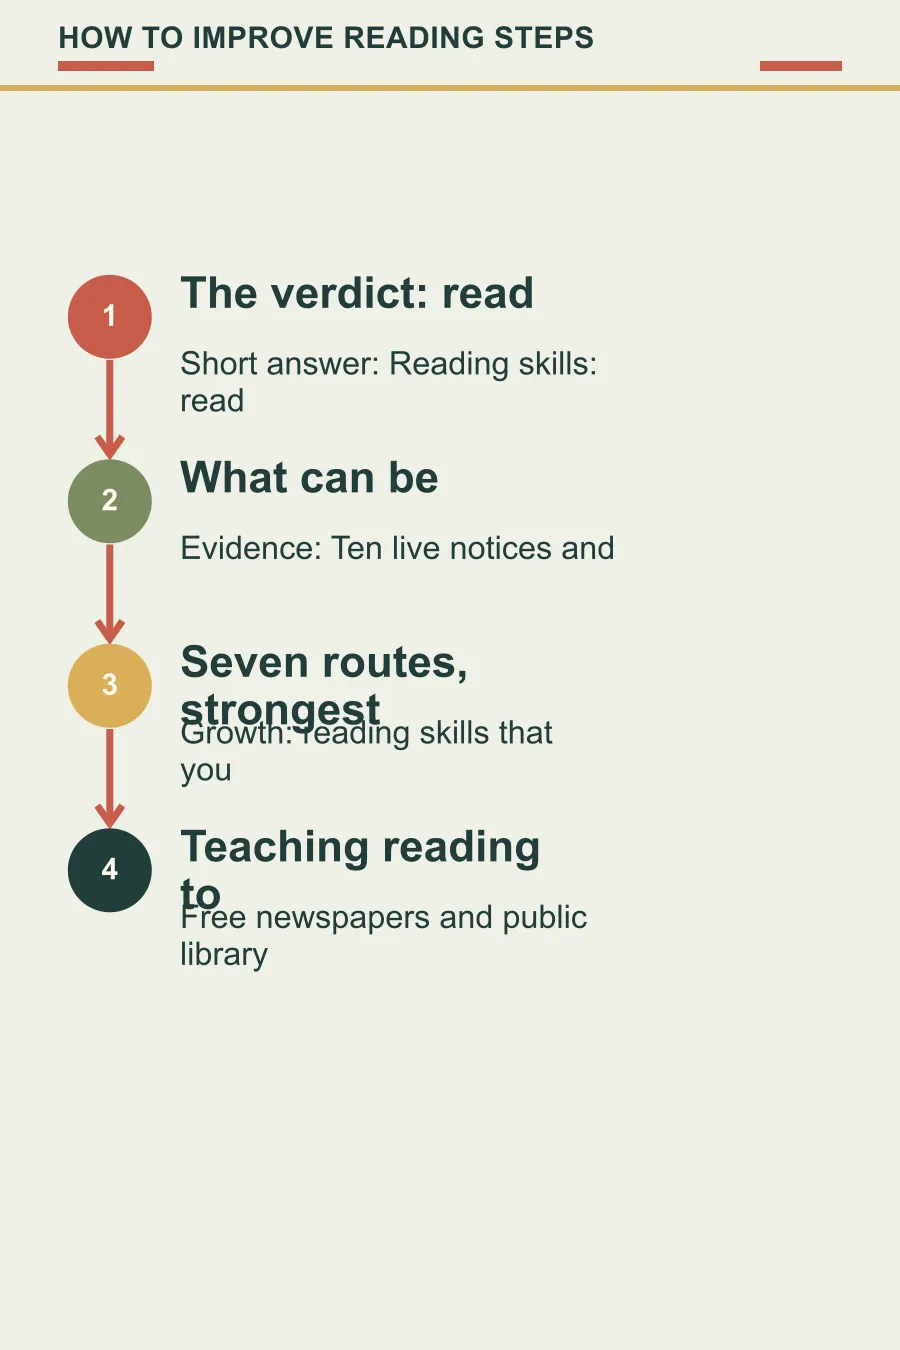 HOW TO IMPROVE READING STEPS
1
The verdict: read
Short answer: Reading skills:
read
2
What can be
Evidence: Ten live notices and
3
Seven routes,
strongest
Growth: reading skills that
you
4
Teaching reading
to
Free newspapers and public
library